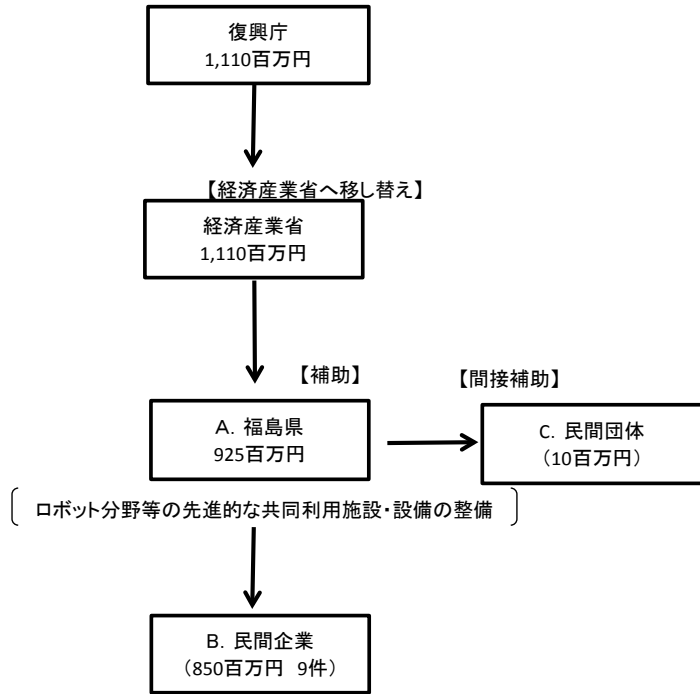 復興庁
1,110百万円
【経済産業省へ移し替え】
経済産業省
1,110百万円
【補助】
【間接補助】
A. 福島県
925百万円
C. 民間団体
（10百万円）
ロボット分野等の先進的な共同利用施設・設備の整備
B. 民間企業
（850百万円 9件）